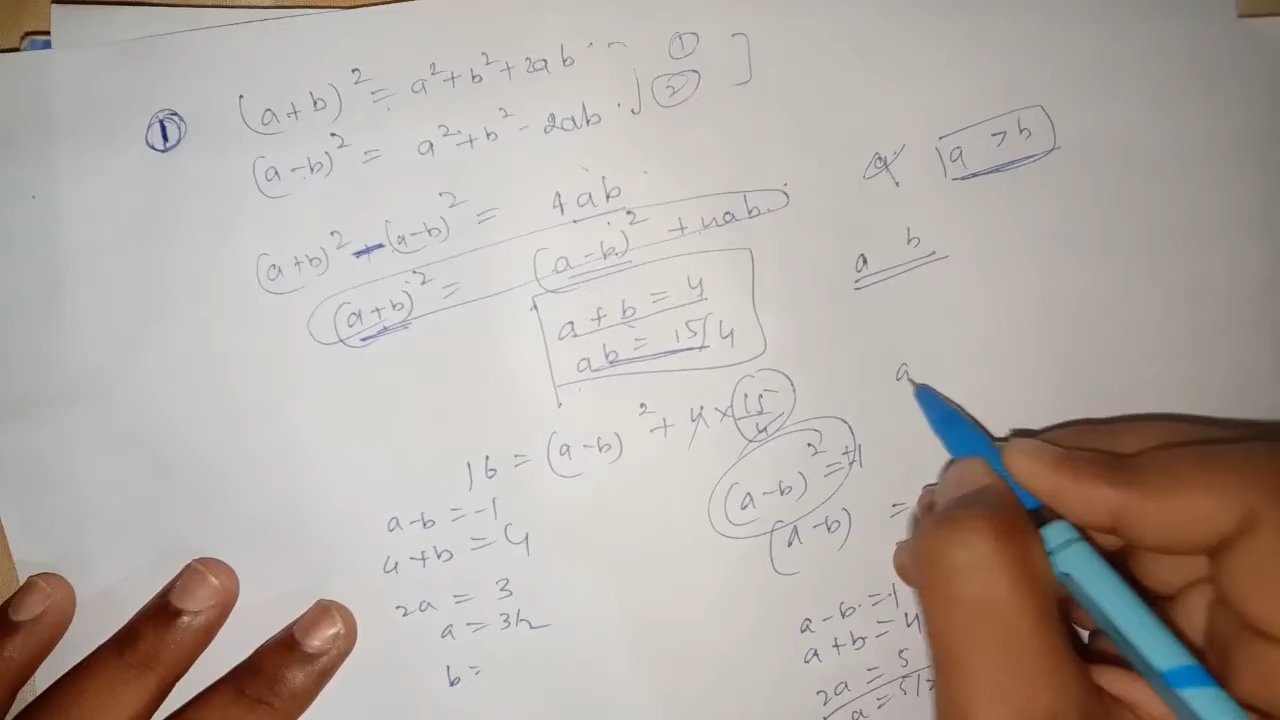 ① (a+b)² = a²+b²+2ab ①
(a-b)² = a²+b² - 2ab. ②
a > b
(a+b)² - (a-b)² = 4ab
a b
(a+b)² = (a-b)² + 4ab.
a + b = 4
ab = 15/4
a
16 = (a-b)² + 4 × 15/4
(a-b)² = ±1
(a-b) =
a-b = -1
4+b = 4
2a = 3
a = 3/2
b =
a-b = 1
a+b = 4
2a = 5
a = 5/2